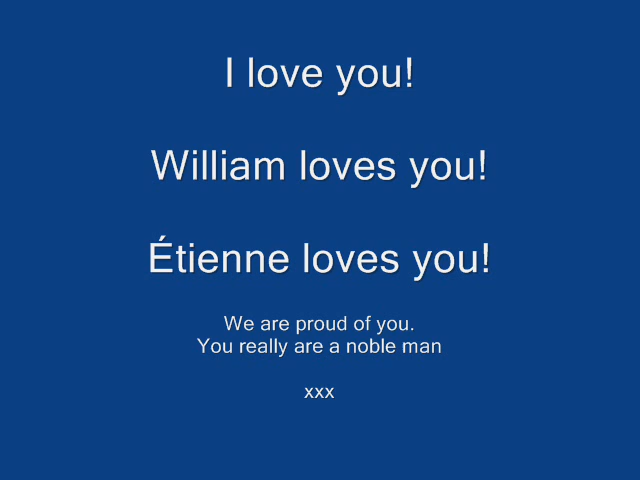 I love you!
William loves you!
Étienne loves you!
We are proud of you.
You really are a noble man
xxx